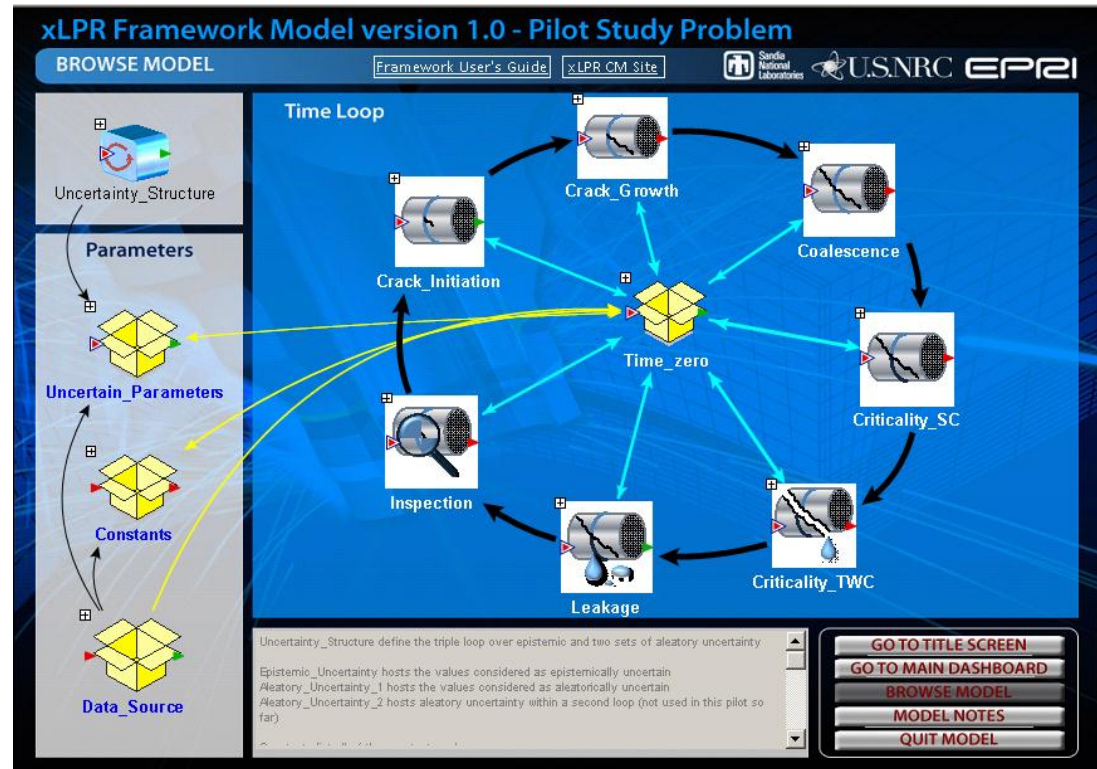 xLPR Framework Model version 1.0 - Pilot Study Problem
BROWSE MODEL
Framework User's Guide
xLPR CM Site
Sandia
National
Laboratories
U.S.NRC
EPRI
Uncertainty_Structure
Parameters
Uncertain_Parameters
Constants
Data_Source
Time Loop
Crack_Growth
Coalescence
Crack_Initiation
Time_zero
Criticality_SC
Inspection
Criticality_TWC
Leakage
Uncertainty_Structure define the triple loop over epistemic and two sets of aleatory uncertainty
Epistemic_Uncertainty hosts the values considered as epistemically uncertain
Aleatory_Uncertainty_1 hosts the values considered as aleatorically uncertain
Aleatory_Uncertainty_2 hosts aleatory uncertainty within a second loop (not used in this pilot so
far)
GO TO TITLE SCREEN
GO TO MAIN DASHBOARD
BROWSE MODEL
MODEL NOTES
QUIT MODEL